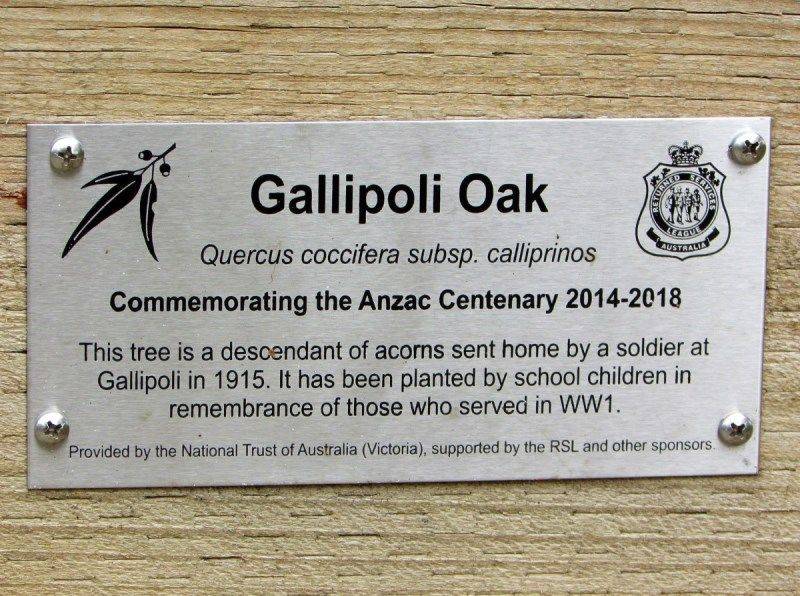 Gallipoli Oak
RETURNED SERVICES
LEAGUE
AUSTRALIA
Quercus coccifera subsp. calliprinos
Commemorating the Anzac Centenary 2014-2018
This tree is a descendant of acorns sent home by a soldier at
Gallipoli in 1915. It has been planted by school children in
remembrance of those who served in WW1.
Provided by the National Trust of Australia (Victoria), supported by the RSL and other sponsors.